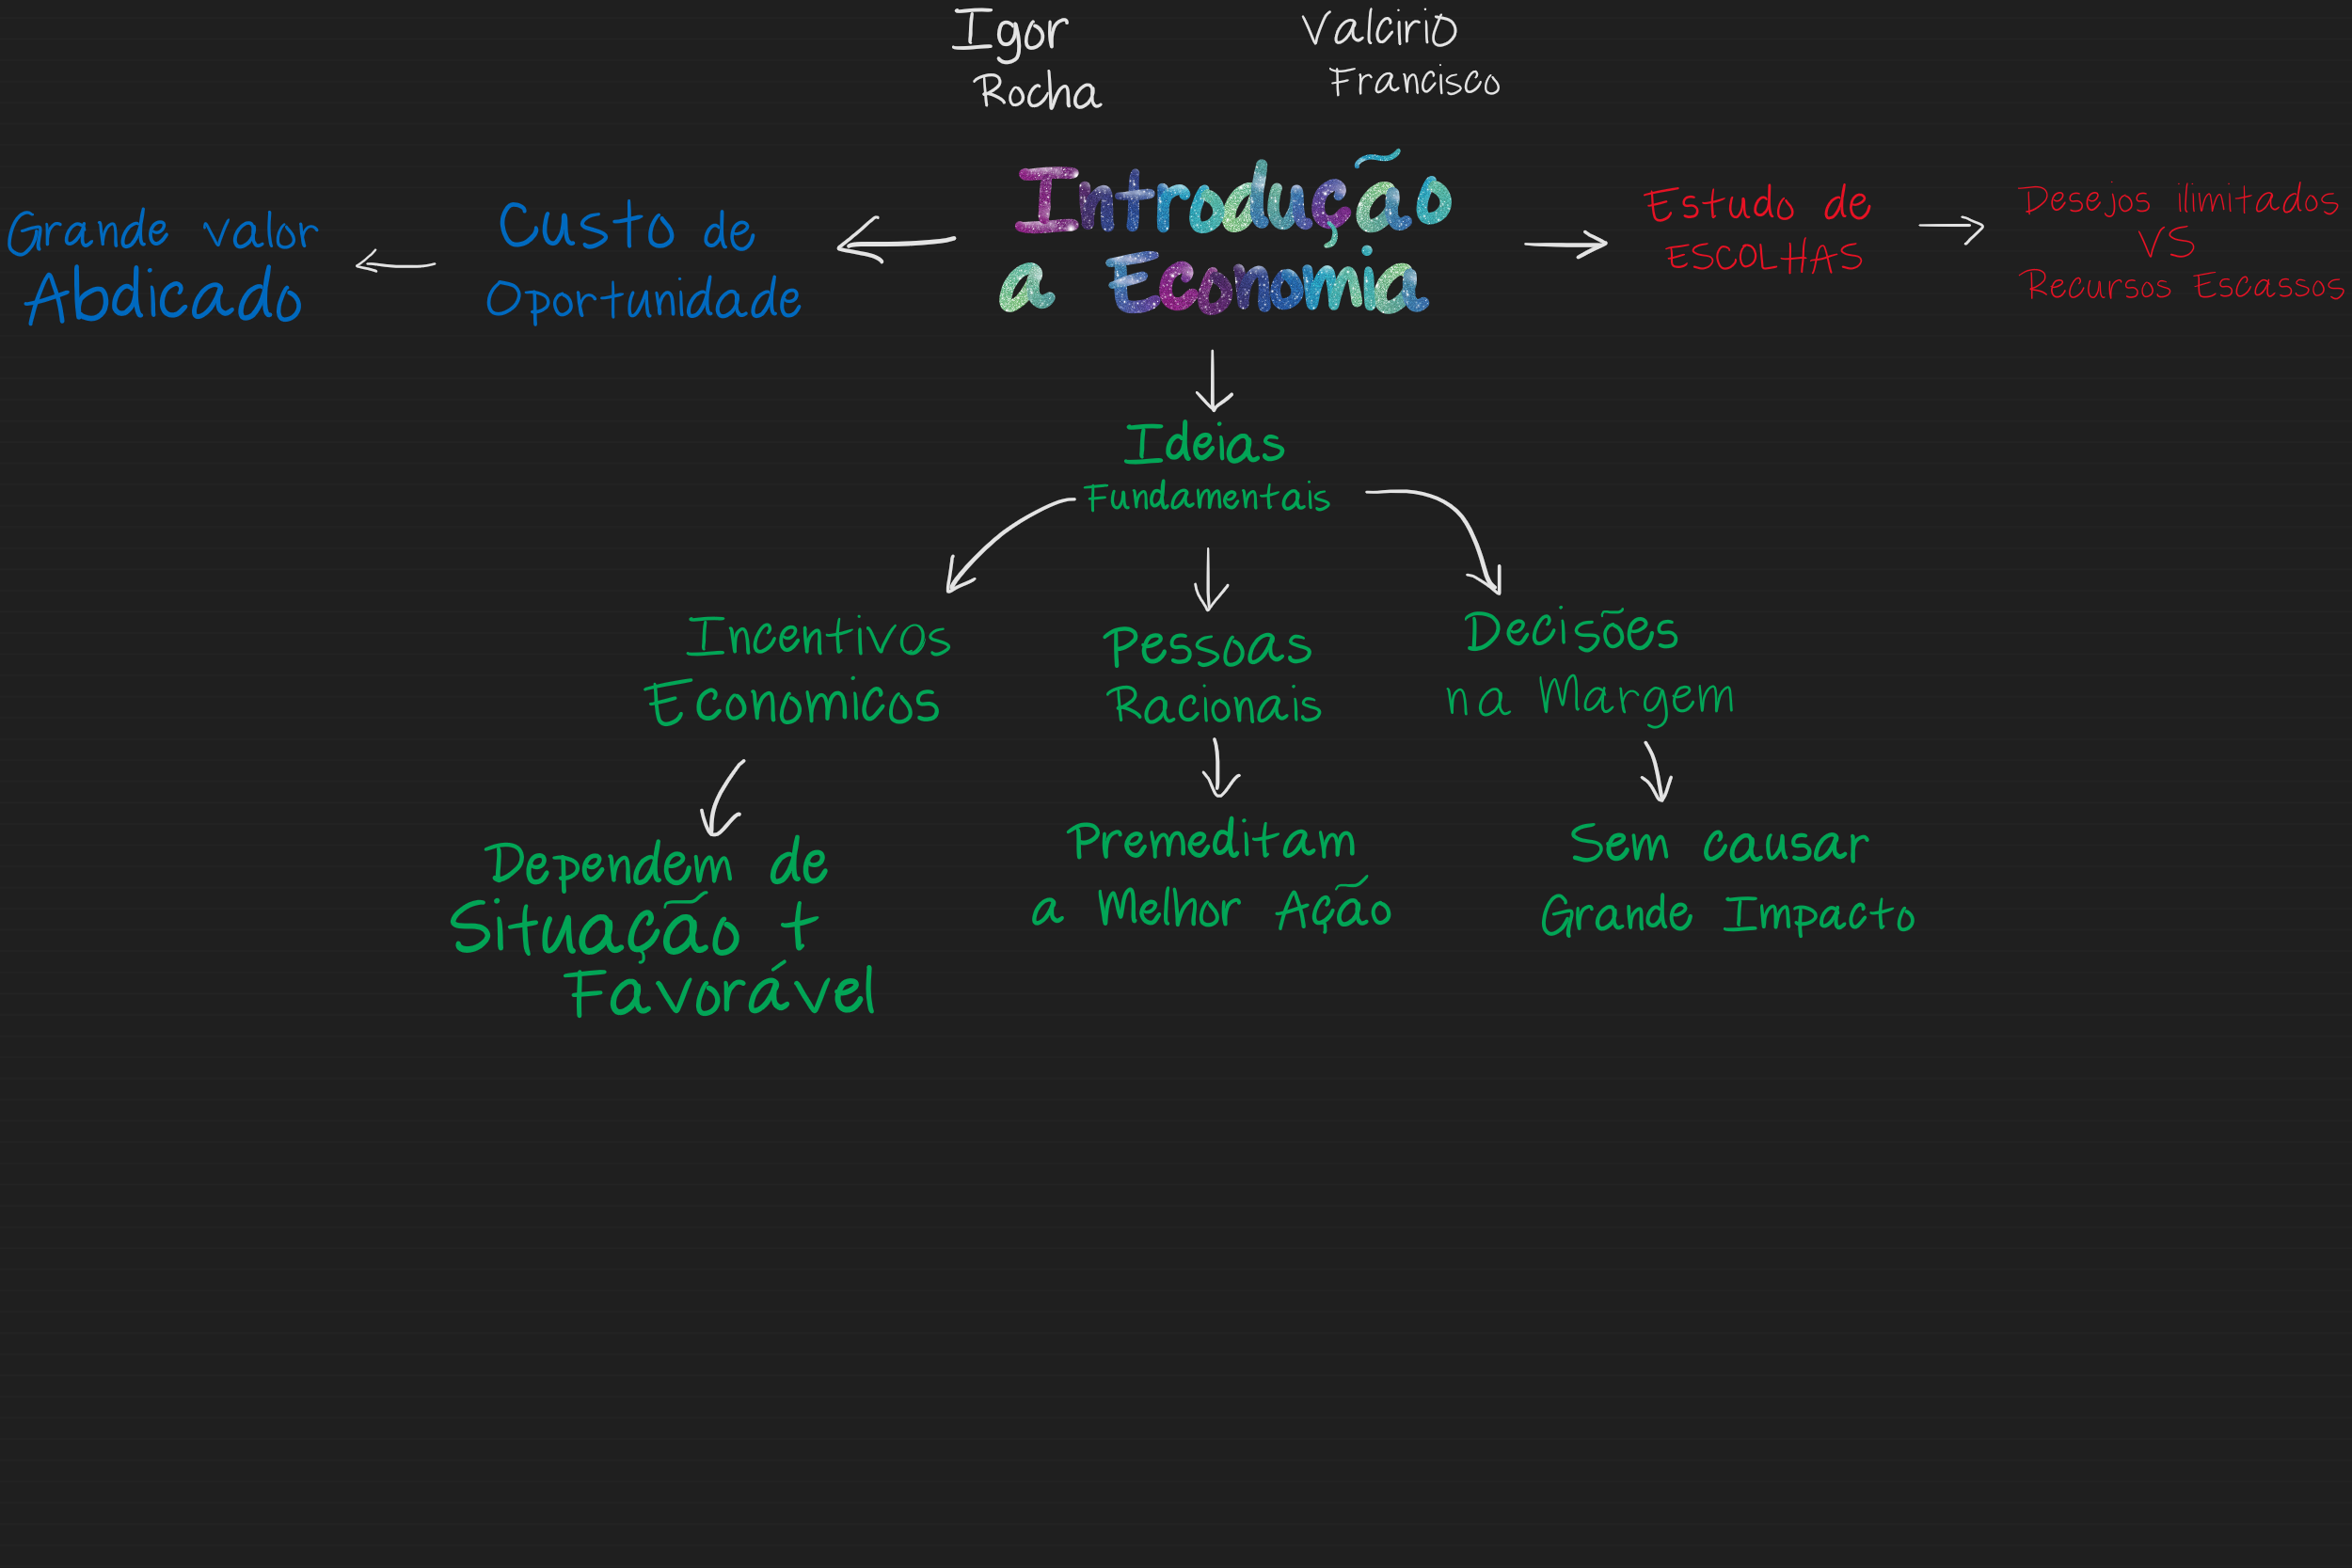 Igor
Rocha
Valcirio
Francisco
Introdução
a Economia
Custo de
Oportunidade
Grande valor
Abdicado
Estudo de
ESCOLHAS
Desejos ilimitados
VS
Recursos Escassos
Ideias
Fundamentais
Incentivos
Economicos
Pessoas
Racionais
Decisões
na Margem
Dependem de
Situação +
Favorável
Premeditam
a Melhor Ação
Sem causar
Grande Impacto